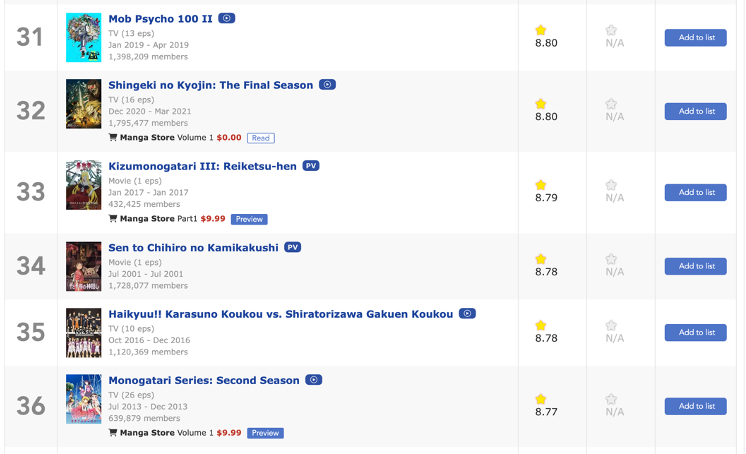 31
Mob Psycho 100 II
TV (13 eps)
Jan 2019 - Apr 2019
1,398,209 members
8.80
N/A
Add to list
32
Shingeki no Kyojin: The Final Season
TV (16 eps)
Dec 2020 - Mar 2021
1,795,477 members
Manga Store Volume 1 $0.00 Read
8.80
N/A
Add to list
33
Kizumonogatari III: Reiketsu-hen PV
Movie (1 eps)
Jan 2017 - Jan 2017
432,425 members
Manga Store Part1 $9.99 Preview
8.79
N/A
Add to list
34
Sen to Chihiro no Kamikakushi PV
Movie (1 eps)
Jul 2001 - Jul 2001
1,728,077 members
8.78
N/A
Add to list
35
Haikyuu!! Karasuno Koukou vs. Shiratorizawa Gakuen Koukou
TV (10 eps)
Oct 2016 - Dec 2016
1,120,369 members
8.78
N/A
Add to list
36
Monogatari Series: Second Season
TV (26 eps)
Jul 2013 - Dec 2013
639,879 members
Manga Store Volume 1 $9.99 Preview
8.77
N/A
Add to list